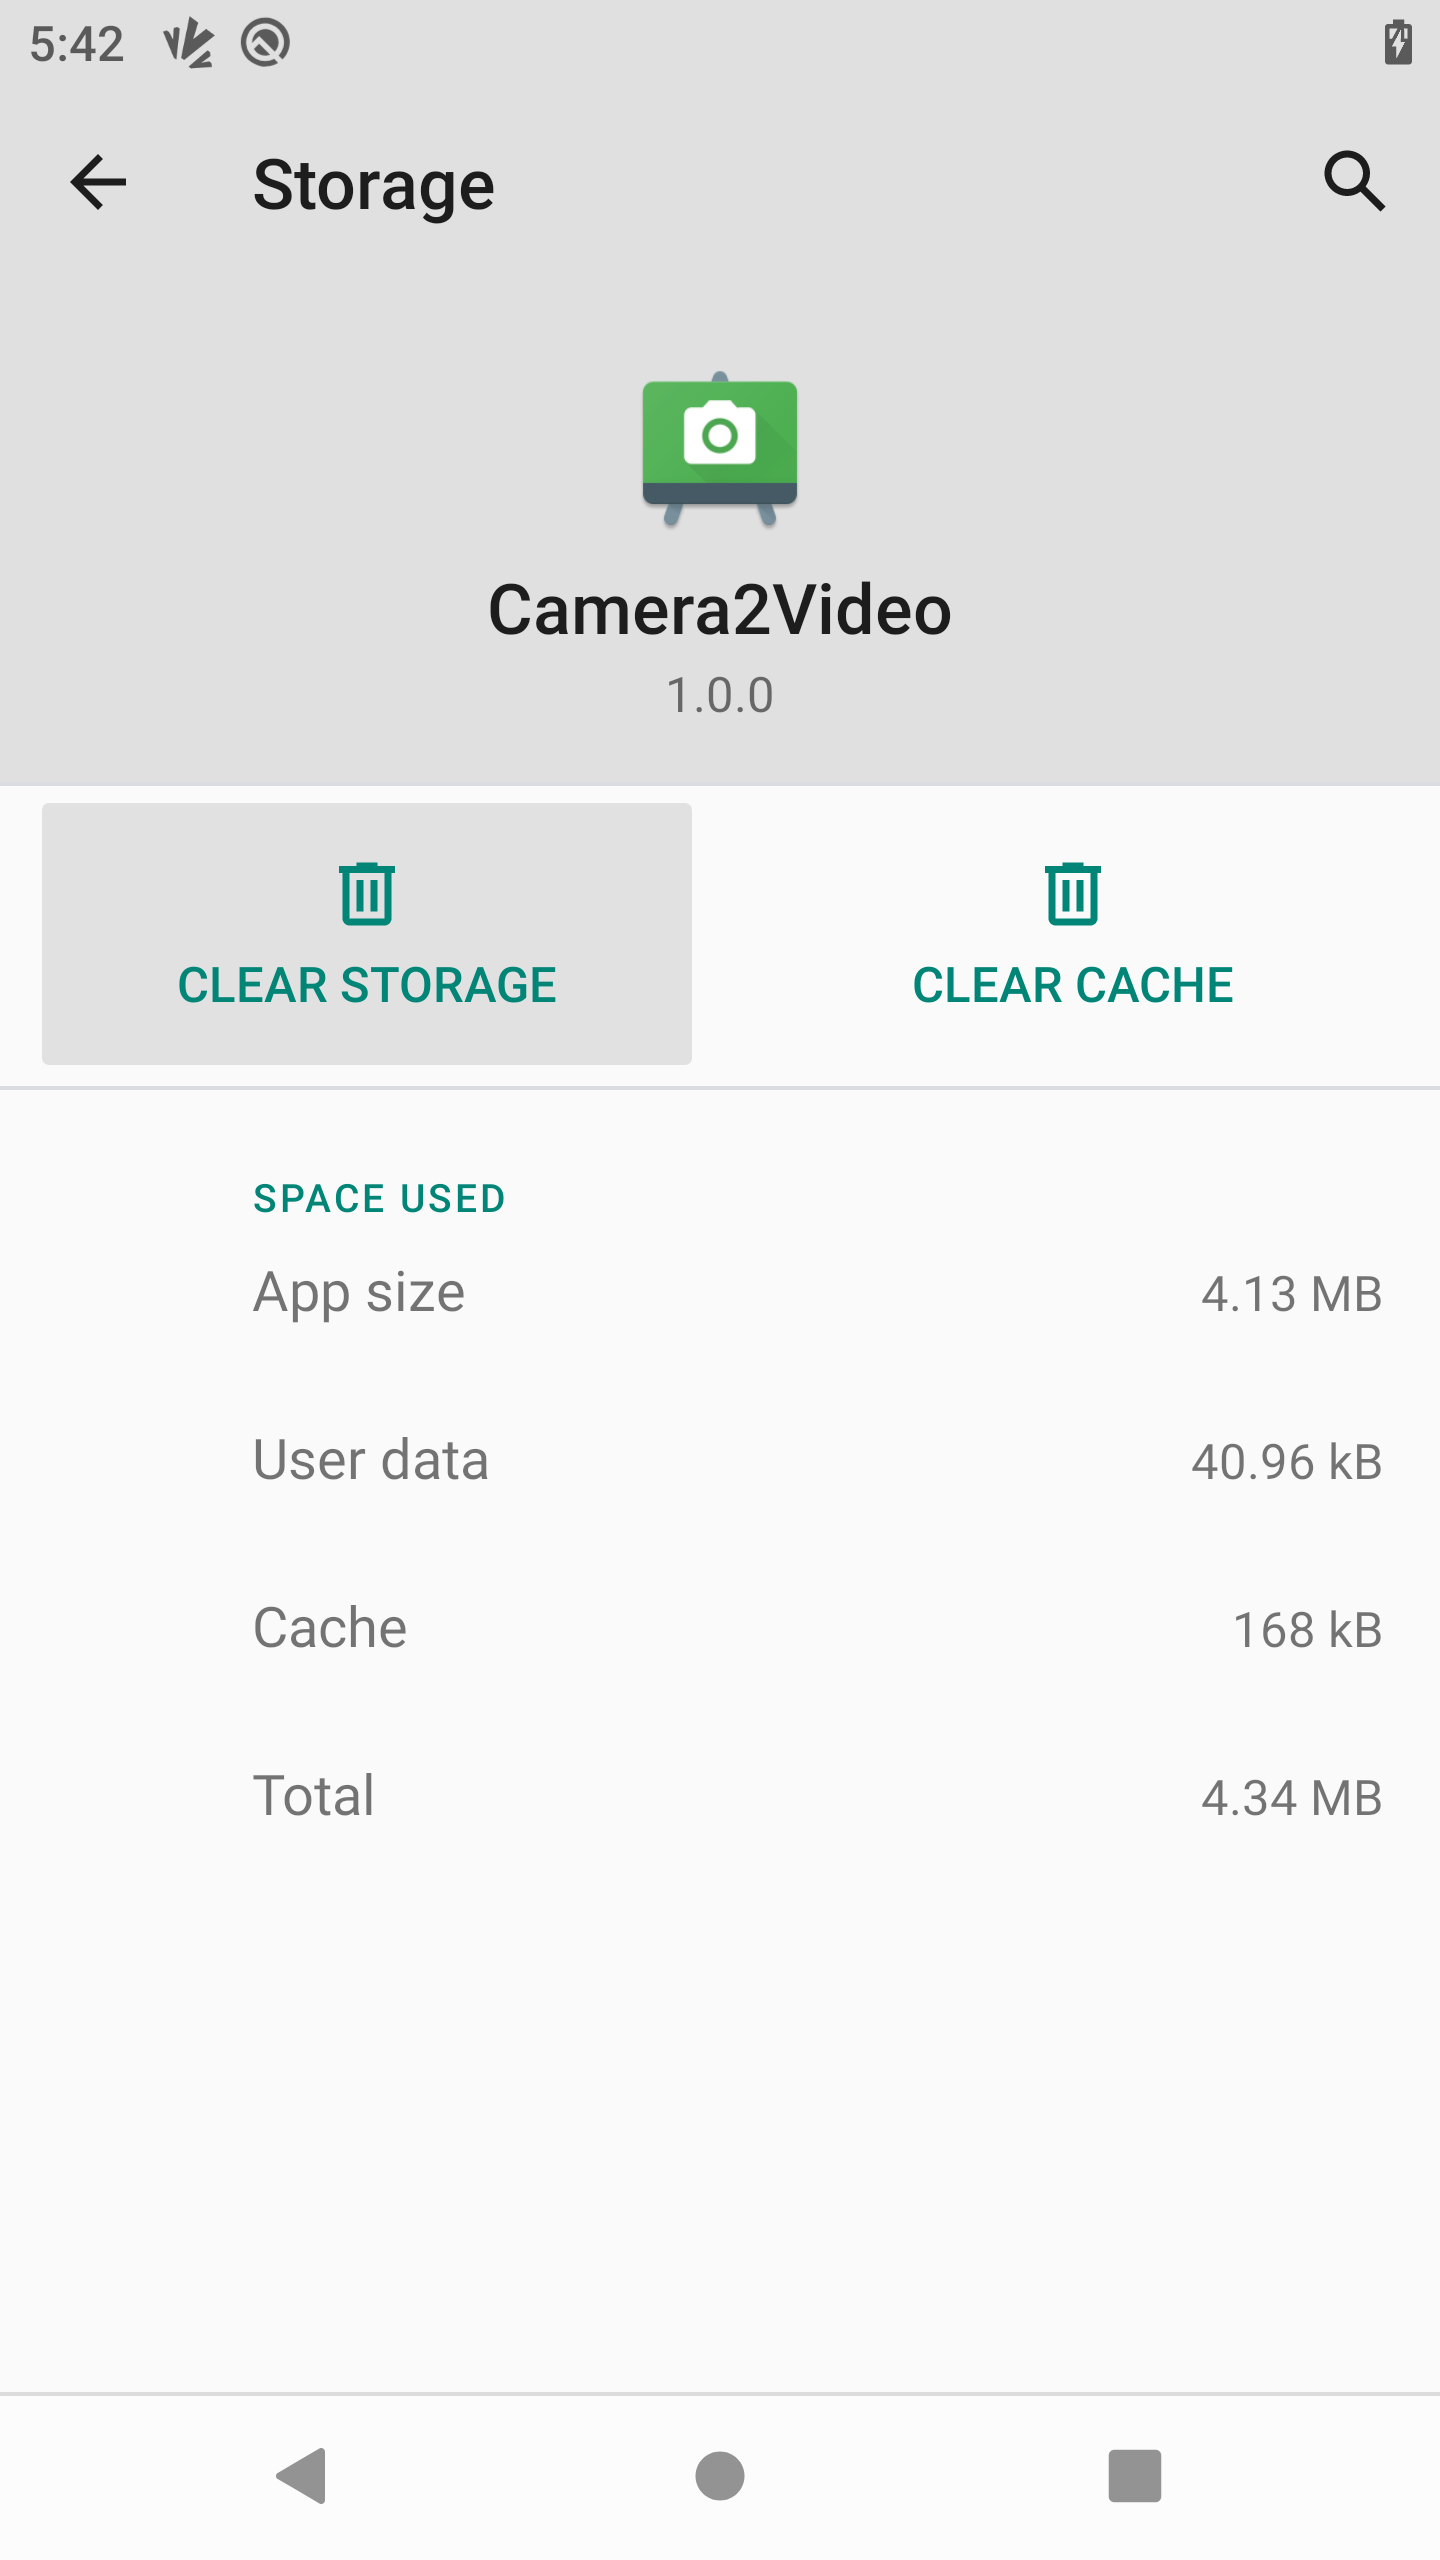 5:42
Storage
Camera2Video
1.0.0
CLEAR STORAGE
CLEAR CACHE
SPACE USED
App size 4.13 MB
User data 40.96 kB
Cache 168 kB
Total 4.34 MB